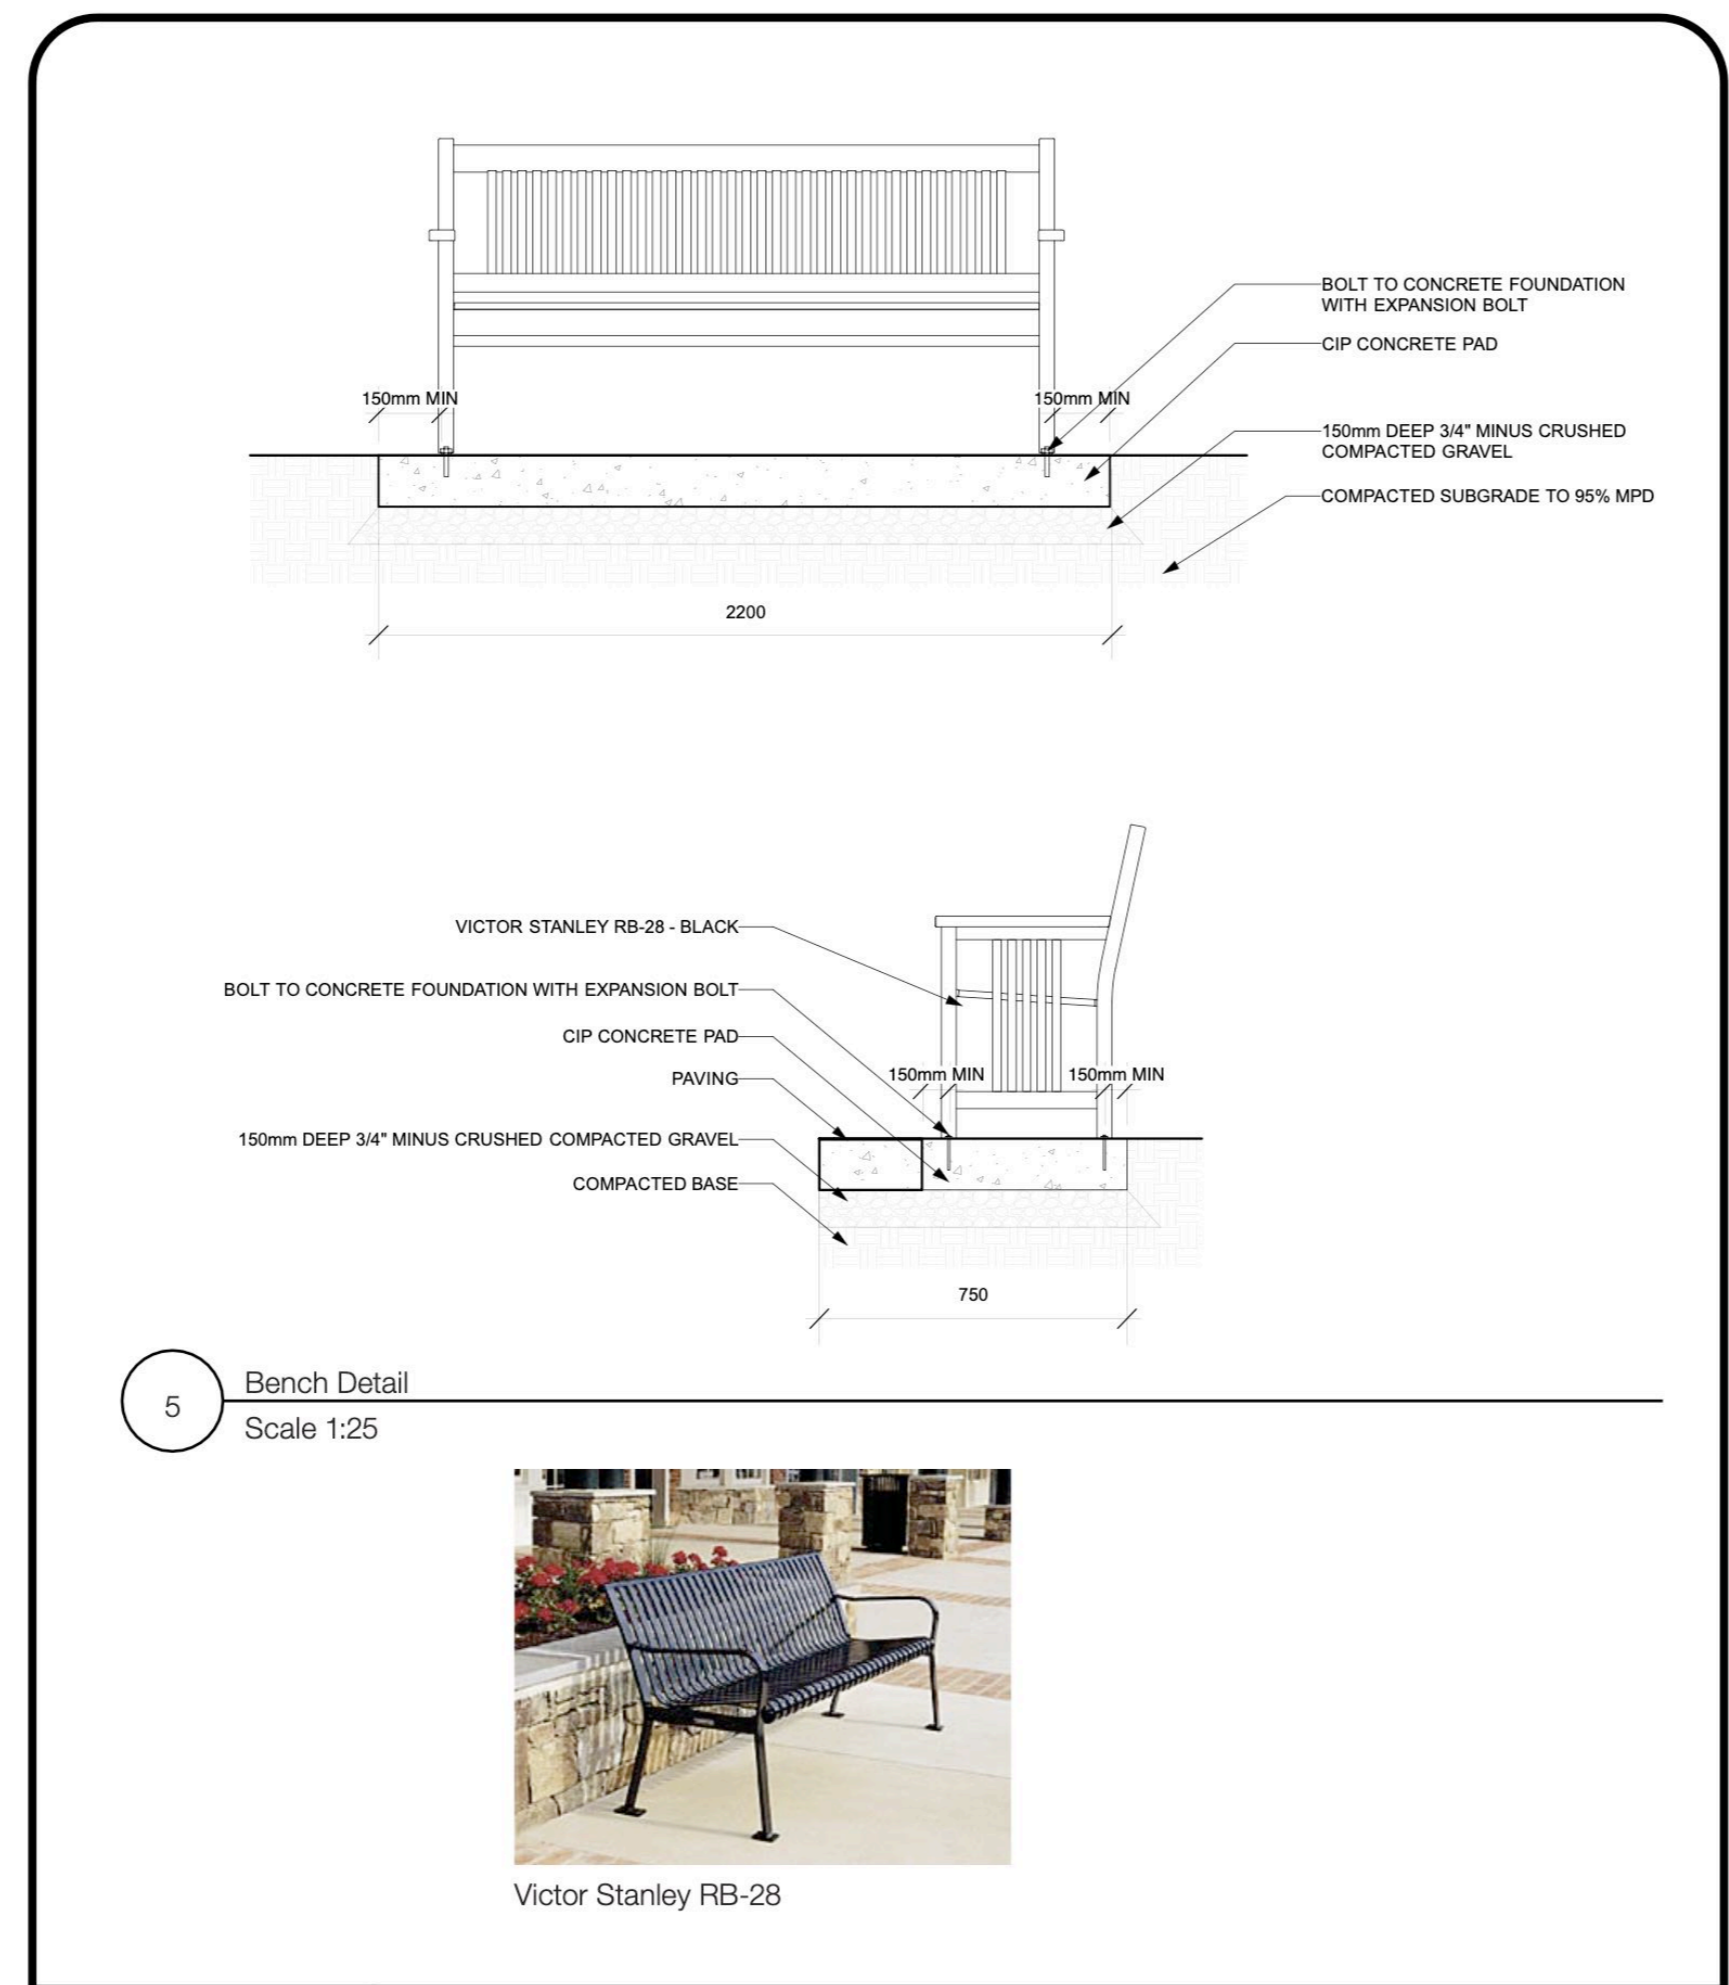 BOLT TO CONCRETE FOUNDATION
WITH EXPANSION BOLT
CIP CONCRETE PAD
150mm MIN
150mm MIN
150mm DEEP 3/4" MINUS CRUSHED
COMPACTED GRAVEL
COMPACTED SUBGRADE TO 95% MPD
2200
VICTOR STANLEY RB-28 - BLACK
BOLT TO CONCRETE FOUNDATION WITH EXPANSION BOLT
CIP CONCRETE PAD
150mm MIN
150mm MIN
PAVING
150mm DEEP 3/4" MINUS CRUSHED COMPACTED GRAVEL
COMPACTED BASE
750
5
Bench Detail
Scale 1:25
Victor Stanley RB-28